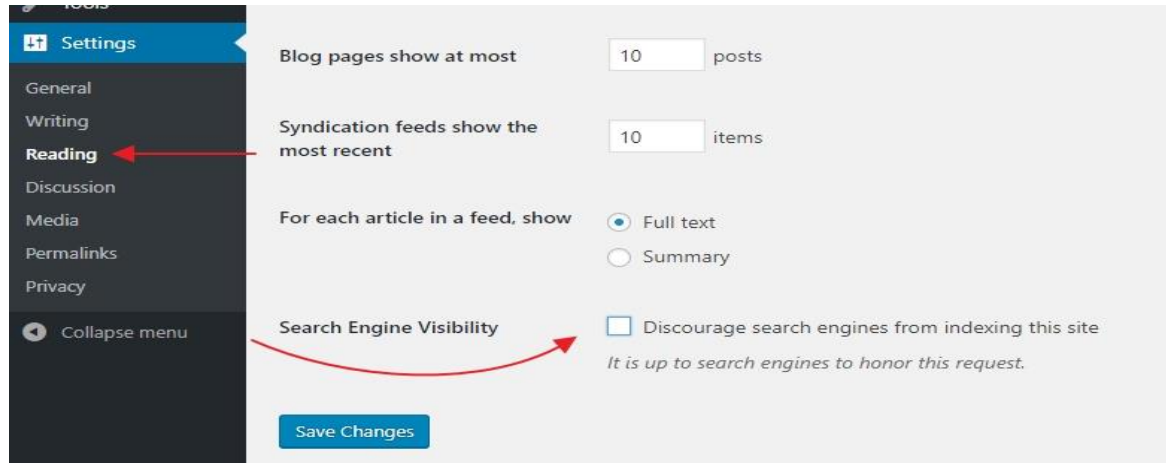 Tools
Settings
General
Writing
Reading
Discussion
Media
Permalinks
Privacy
Collapse menu
Blog pages show at most 10 posts
Syndication feeds show the
most recent 10 items
For each article in a feed, show Full text
Summary
Search Engine Visibility Discourage search engines from indexing this site
It is up to search engines to honor this request.
Save Changes